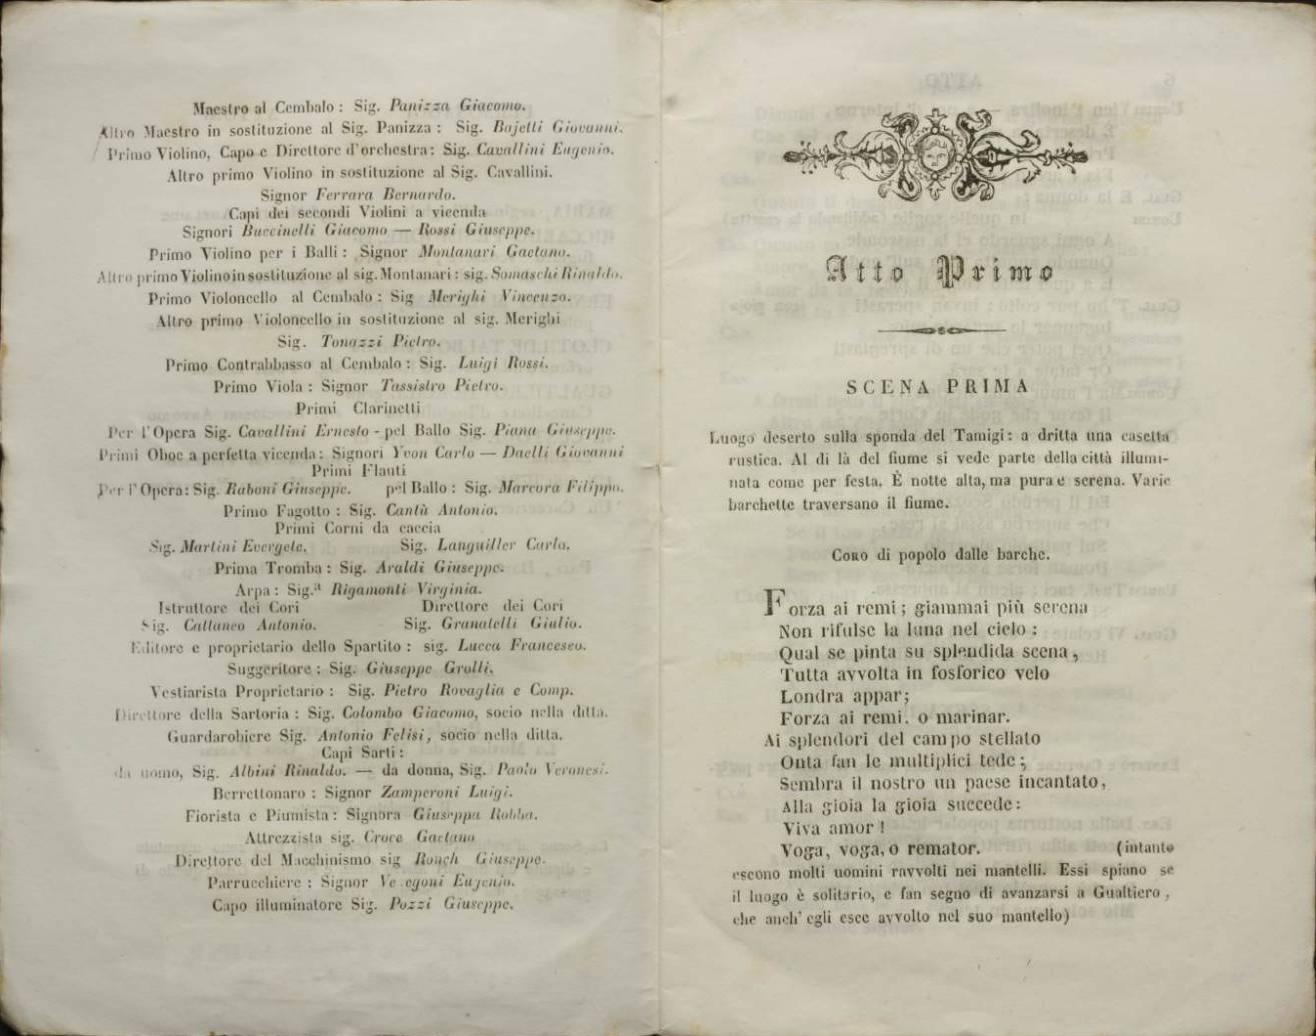 Maestro al Cembalo : Sig. Panizza Giacomo.
Altro Maestro in sostituzione al Sig. Panizza : Sig. Bajetti Giovanni.
Primo Violino, Capo e Direttore d'orchestra : Sig. Cavallini Eugenio.
Altro primo Violino in sostituzione al Sig. Cavallini.
Signor Ferrara Bernardo.
Capi dei secondi Violini a vicenda
Signori Buccinelli Giacomo — Rossi Giuseppe.
Primo Violino per i Balli : Signor Montanari Gaetano.
Altro primo Violino in sostituzione al sig. Montanari : sig. Somaschi Rinaldo.
Primo Violoncello al Cembalo : Sig Merighi Vincenzo.
Altro primo Violoncello in sostituzione al sig. Merighi
Sig. Tonazzi Pietro.
Primo Contrabbasso al Cembalo : Sig. Luigi Rossi.
Primo Viola : Signor Tassistro Pietro.
Primi Clarinetti
Per l'Opera Sig. Cavallini Ernesto - pel Ballo Sig. Piana Giuseppe.
Primi Oboe a perfetta vicenda : Signori Yvon Carlo — Daelli Giovanni
Primi Flauti
Per l'Opera : Sig. Raboni Giuseppe. pel Ballo : Sig. Marcora Filippo.
Primo Fagotto : Sig. Cantù Antonio.
Primi Corni da caccia
Sig. Martini Evergete. Sig. Languiller Carlo.
Prima Tromba : Sig. Araldi Giuseppe.
Arpa : Sig.ª Rigamonti Virginia.
Istruttore dei Cori Direttore dei Cori
Sig. Cattaneo Antonio. Sig. Granatelli Giulio.
Editore e proprietario dello Spartito : sig. Lucca Francesco.
Suggeritore : Sig. Giuseppe Grolli.
Vestiarista Proprietario : Sig. Pietro Rovaglia e Comp.
Direttore della Sartoria : Sig. Colombo Giacomo, socio nella ditta.
Guardarobiere Sig. Antonio Felisi, socio nella ditta.
Capi Sarti :
da uomo, Sig. Albini Rinaldo. — da donna, Sig. Paolo Veronesi.
Berrettonaro : Signor Zamperoni Luigi.
Fiorista e Piumista : Signora Giuseppa Robba.
Attrezzista sig. Croce Gaetano
Direttore del Macchinismo sig Ronch Giuseppe.
Parrucchiere : Signor Eugenio.
Capo illuminatore Sig. Pozzi Giuseppe.
Atto Primo
SCENA PRIMA
Luogo deserto sulla sponda del Tamigi : a dritta una casetta
rustica. Al di là del fiume si vede parte della città illumi-
nata come per festa. È notte alta, ma pura e serena. Varie
barchette traversano il fiume.
CORO di popolo dalle barche.
Forza ai remi ; giammai più serena
Non rifulse la luna nel cielo :
Qual se pinta su splendida scena,
Tutta avvolta in fosforico velo
Londra appar;
Forza ai remi. o marinar.
Ai splendori del campo stellato
Onta fan le multiplici tede ;
Sembra il nostro un paese incantato,
Alla gioia la gioia succede :
Viva amor !
Voga, voga, o remator. (intanto
escono molti uomini ravvolti nei mantelli. Essi spiano se
il luogo è solitario, e fan segno di avanzarsi a Gualtiero,
che anch' egli esce avvolto nel suo mantello)